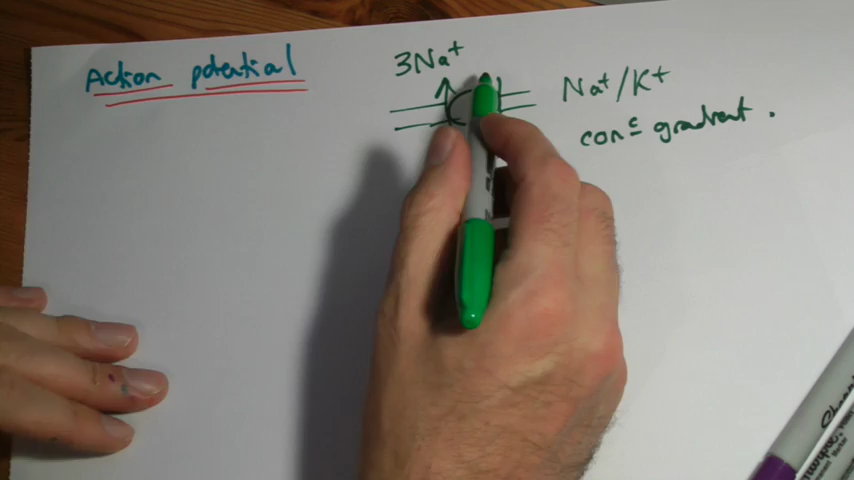 Action potential
3Na⁺
Na⁺/K⁺
conᶜ gradient.